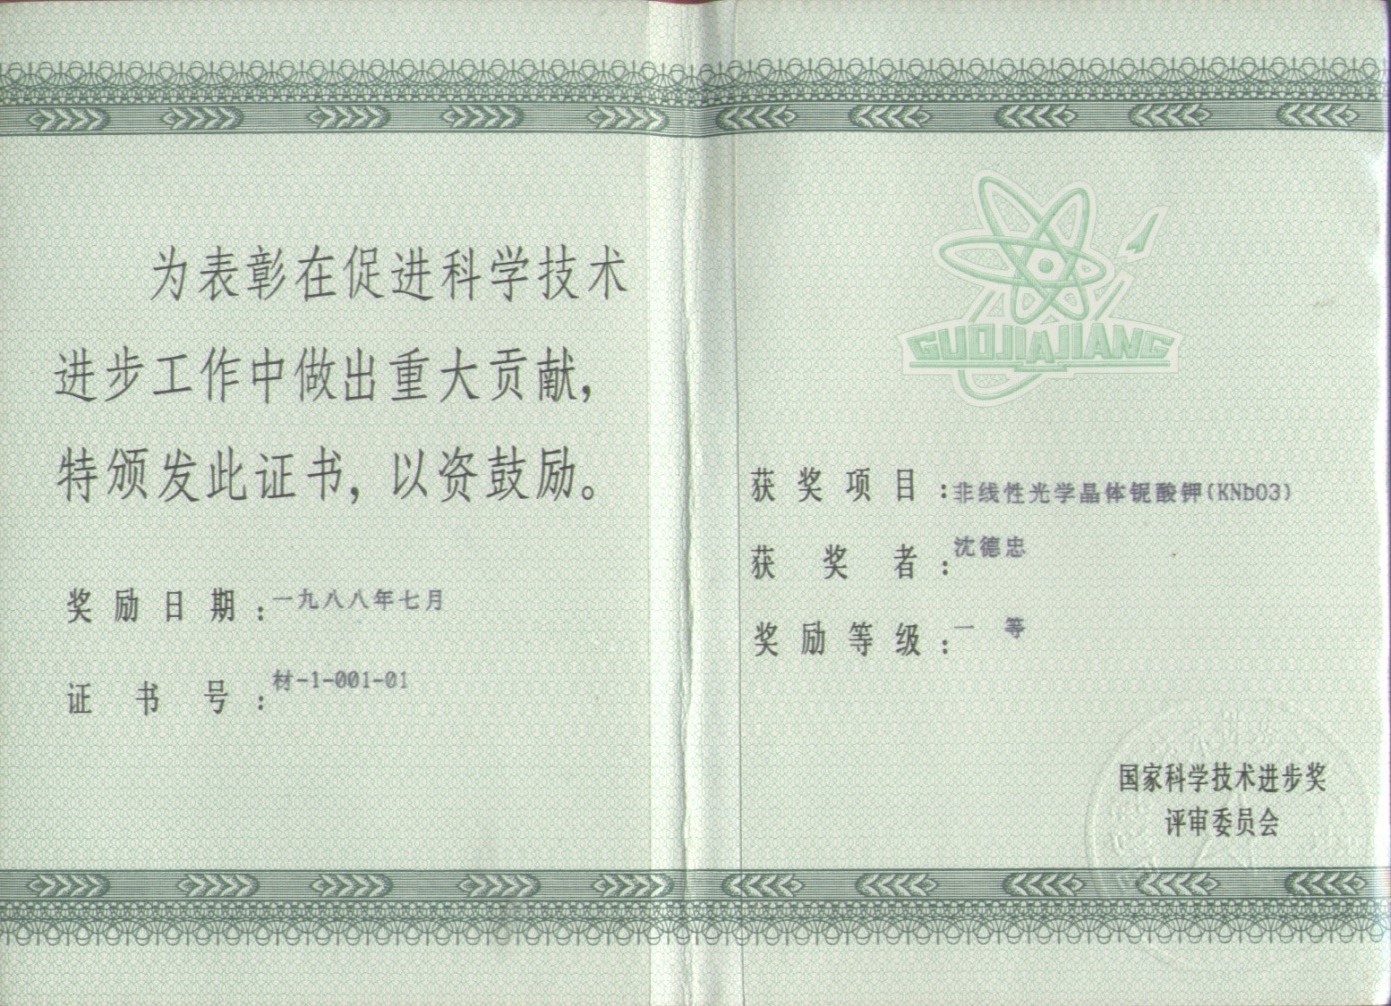 为表彰在促进科学技术
进步工作中做出重大贡献，
特颁发此证书，以资鼓励。
奖励日期：一九八八年七月
证书号：材-1-001-01
GUOJIAJIANG
获奖项目：非线性光学晶体铌酸钾(KNbO3)
获奖者：沈德忠
奖励等级：一 等
国家科学技术进步奖
评审委员会